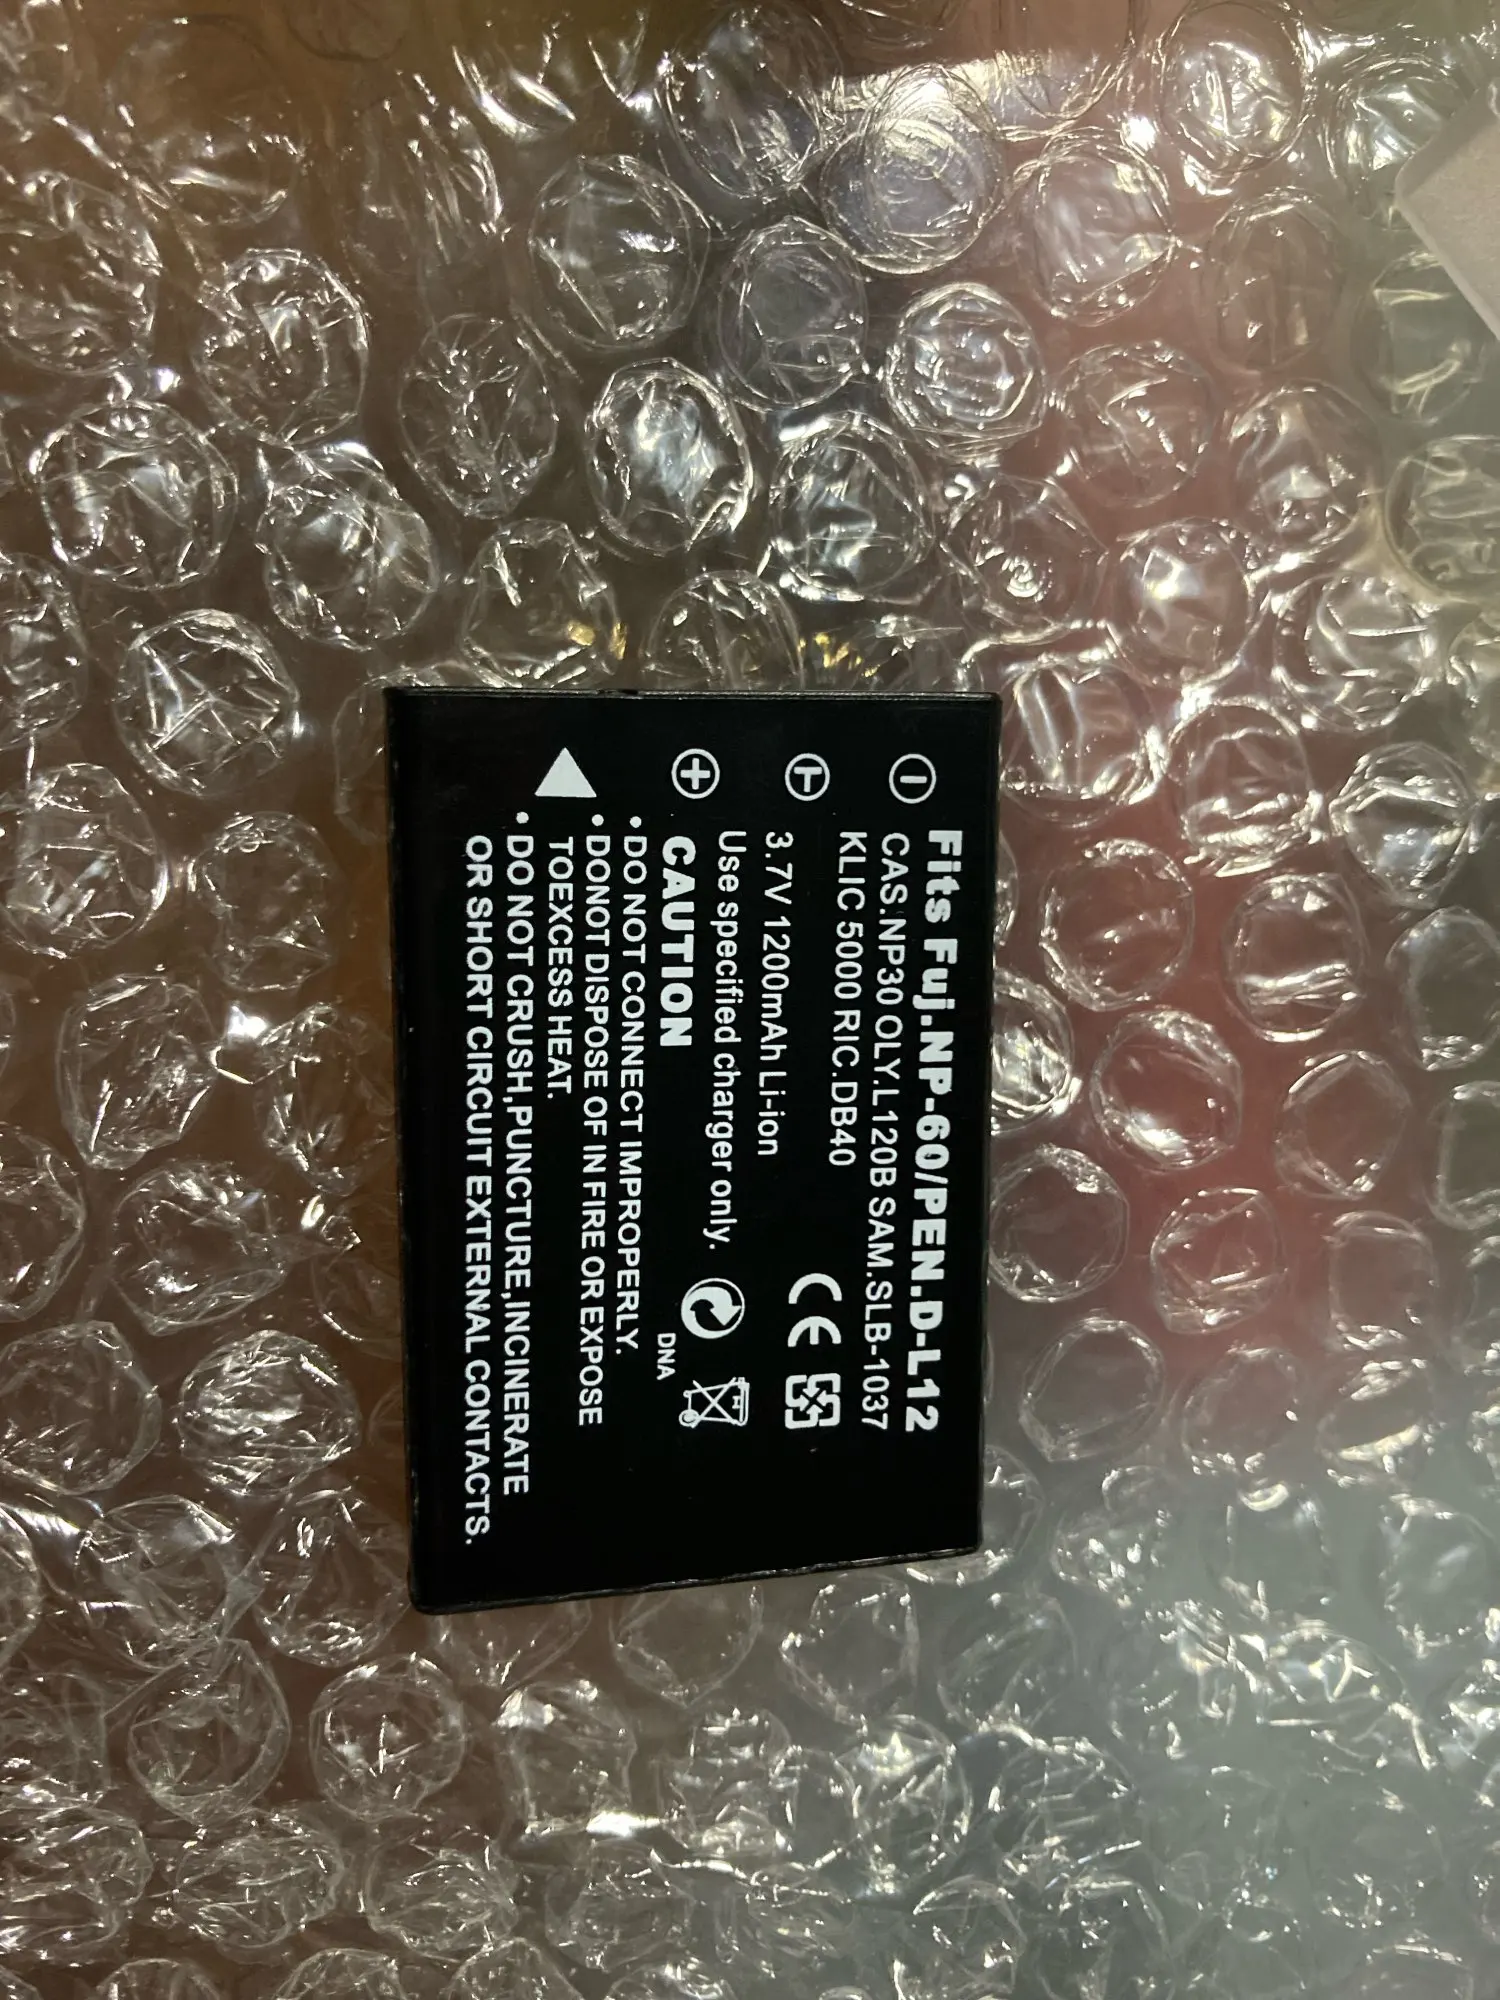 Fits Fuj.NP-60/PEN.D-L12
CAS.NP30 OLY.L120B SAM.SLB-1037
KLIC 5000 RIC.DB40
3.7V 1200mAh Li-ion
CE
Use specified charger only.
CAUTION
DNA
• DO NOT CONNECT IMPROPERLY.
• DONOT DISPOSE OF IN FIRE OR EXPOSE
TOEXCESS HEAT.
• DO NOT CRUSH,PUNCTURE,INCINERATE
OR SHORT CIRCUIT EXTERNAL CONTACTS.